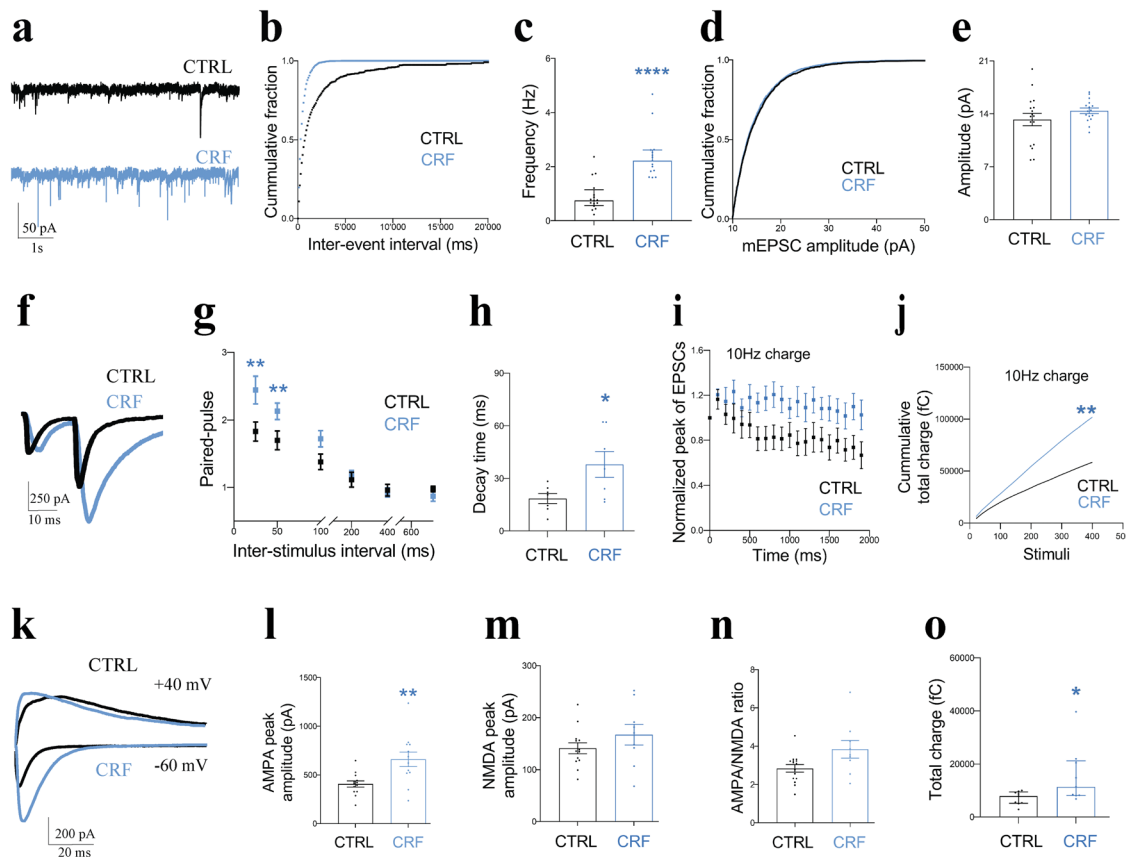 a
CTRL
CRF
50 pA
1s
b
Cummulative fraction
1.0
0.5
0.0
0
5'000
10'000
15'000
20'000
Inter-event interval (ms)
CTRL
CRF
c
Frequency (Hz)
6
4
2
0
****
CTRL
CRF
d
Cummulative fraction
1.0
0.5
0.0
10
20
30
40
50
mEPSC amplitude (pA)
CTRL
CRF
e
Amplitude (pA)
21
14
7
0
CTRL
CRF
f
CTRL
CRF
250 pA
10 ms
g
Paired-pulse
3
2
1
**
**
CTRL
CRF
0
50
100
200
400
600
Inter-stimulus interval (ms)
h
Decay time (ms)
90
60
30
0
*
CTRL
CRF
i
Normalized peak of EPSCs
1.6
1.2
0.8
0.4
0.0
10Hz charge
CTRL
CRF
0
500
1000
1500
2000
Time (ms)
j
Cummulative
total charge (fC)
150000
100000
50000
0
10Hz charge
**
CTRL
CRF
0
100
200
300
400
50
Stimuli
k
CTRL
+40 mV
CRF
-60 mV
200 pA
20 ms
l
AMPA peak
amplitude (pA)
1500
1000
500
0
**
CTRL
CRF
m
NMDA peak
amplitude (pA)
300
200
100
0
CTRL
CRF
n
AMPA/NMDA ratio
8
6
4
2
0
CTRL
CRF
o
Total charge (fC)
60000
40000
20000
0
*
CTRL
CRF